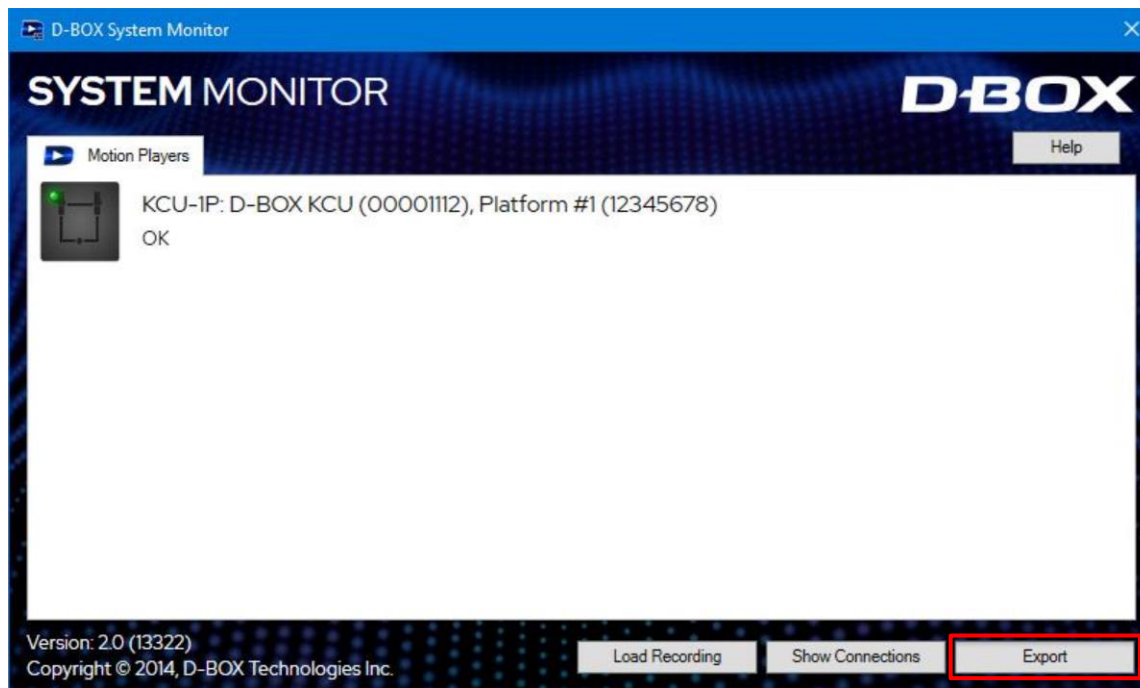 D-BOX System Monitor
SYSTEM MONITOR
D-BOX
Help
Motion Players
KCU-1P: D-BOX KCU (00001112), Platform #1 (12345678)
OK
Version: 2.0 (13322)
Copyright © 2014, D-BOX Technologies Inc.
Load Recording
Show Connections
Export